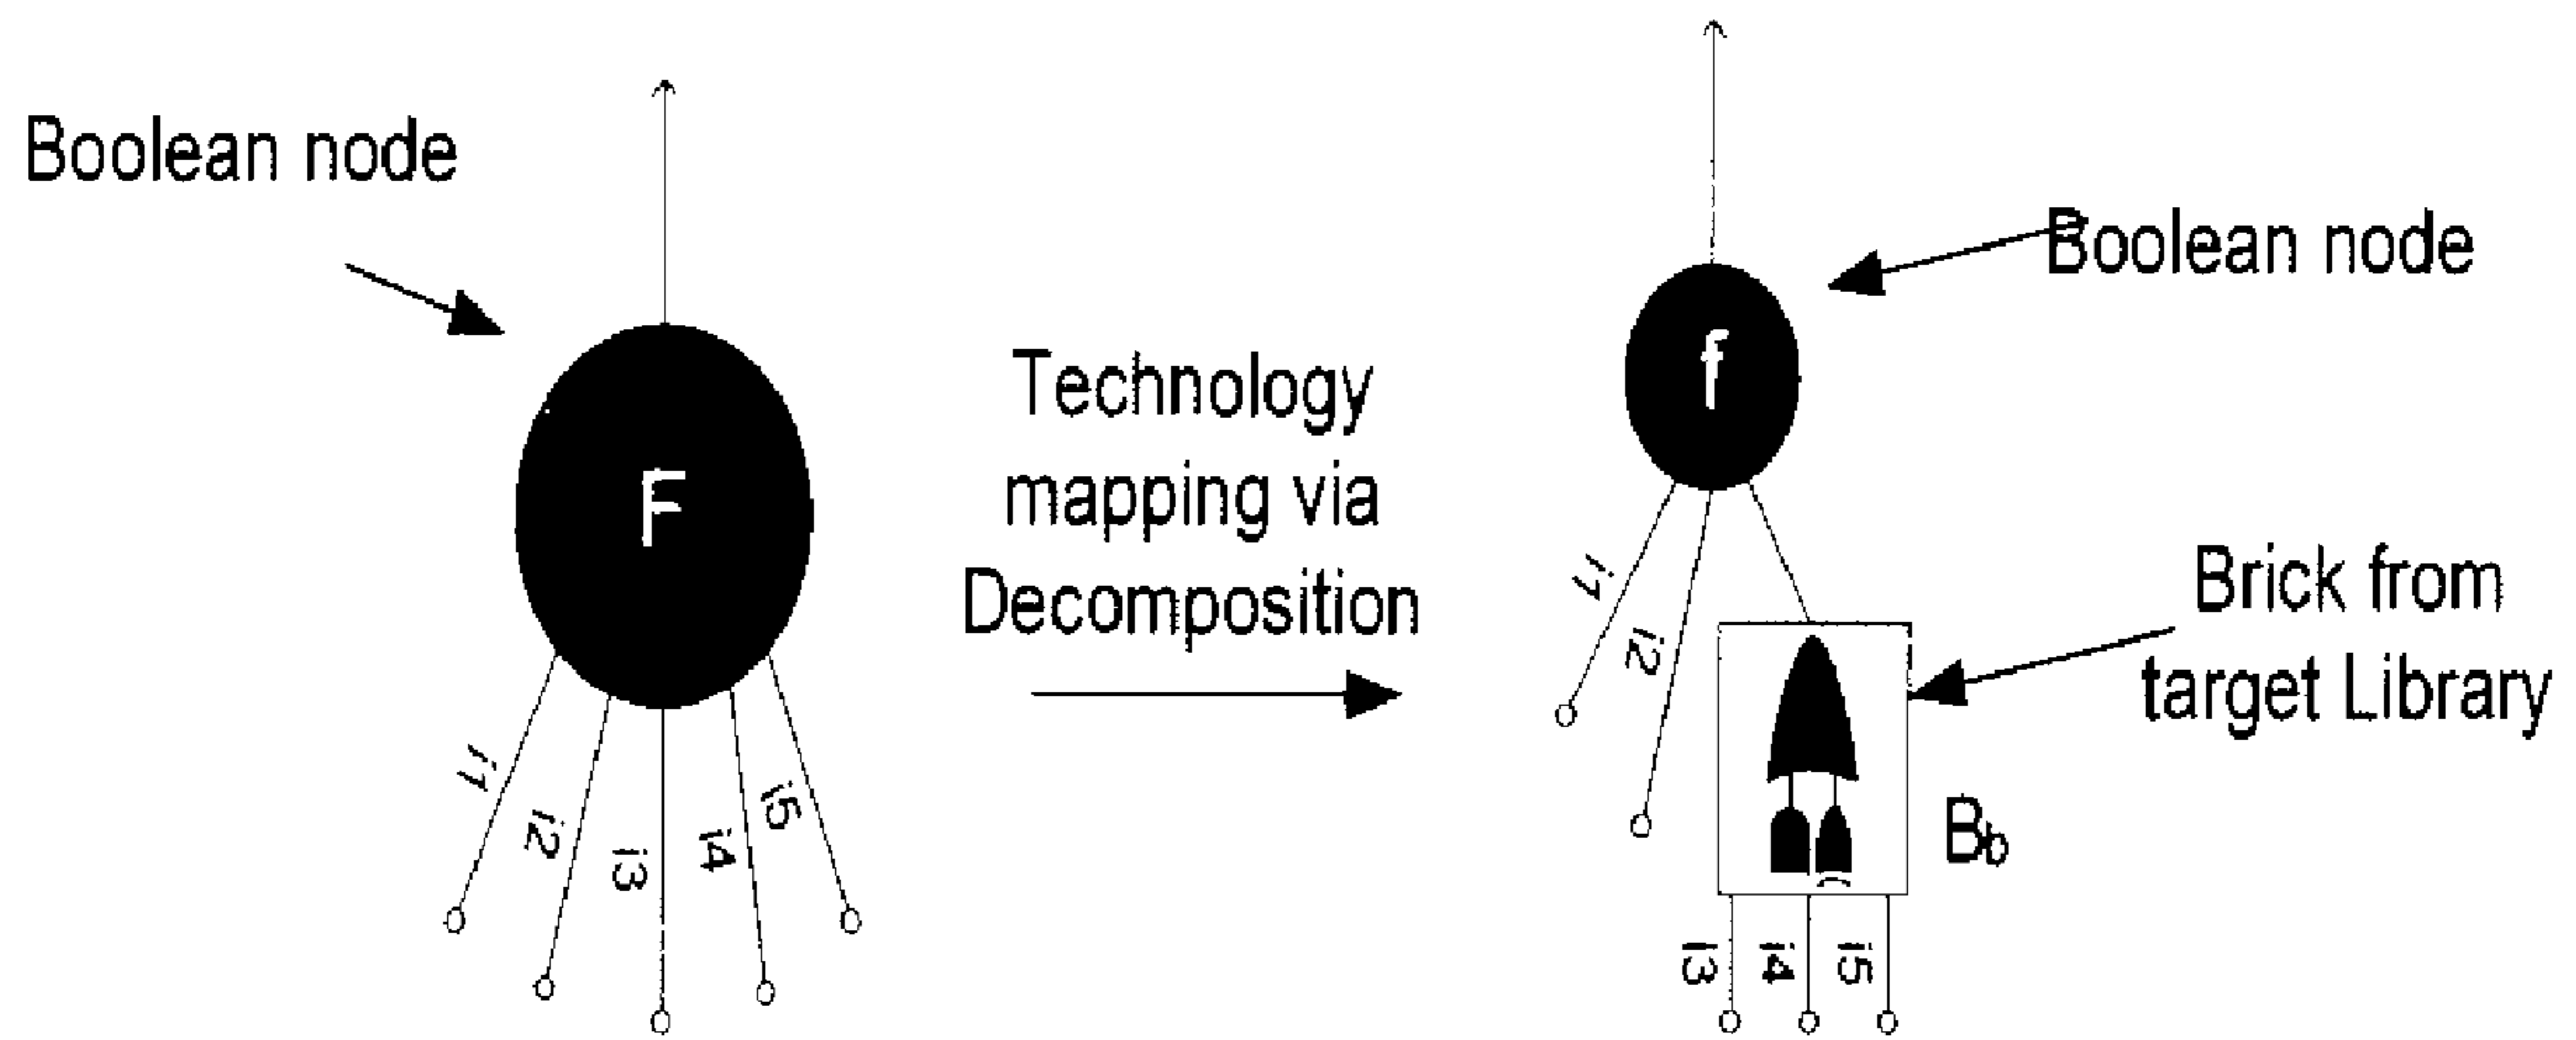 Boolean node
F
i1
i2
i3
i4
i5
Technology
mapping via
Decomposition
Boolean node
f
i1
i2
Brick from
target Library
Bb
i3
i4
i5